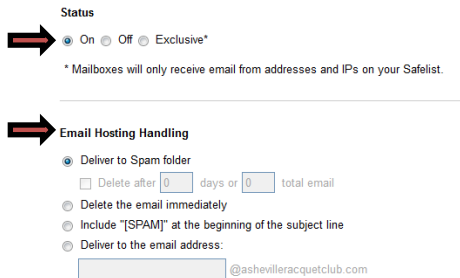 Status
On Off Exclusive*
* Mailboxes will only receive email from addresses and IPs on your Safelist.
Email Hosting Handling
Deliver to Spam folder
Delete after 0 days or 0 total email
Delete the email immediately
Include "[SPAM]" at the beginning of the subject line
Deliver to the email address:
@ashevilleracquetclub.com